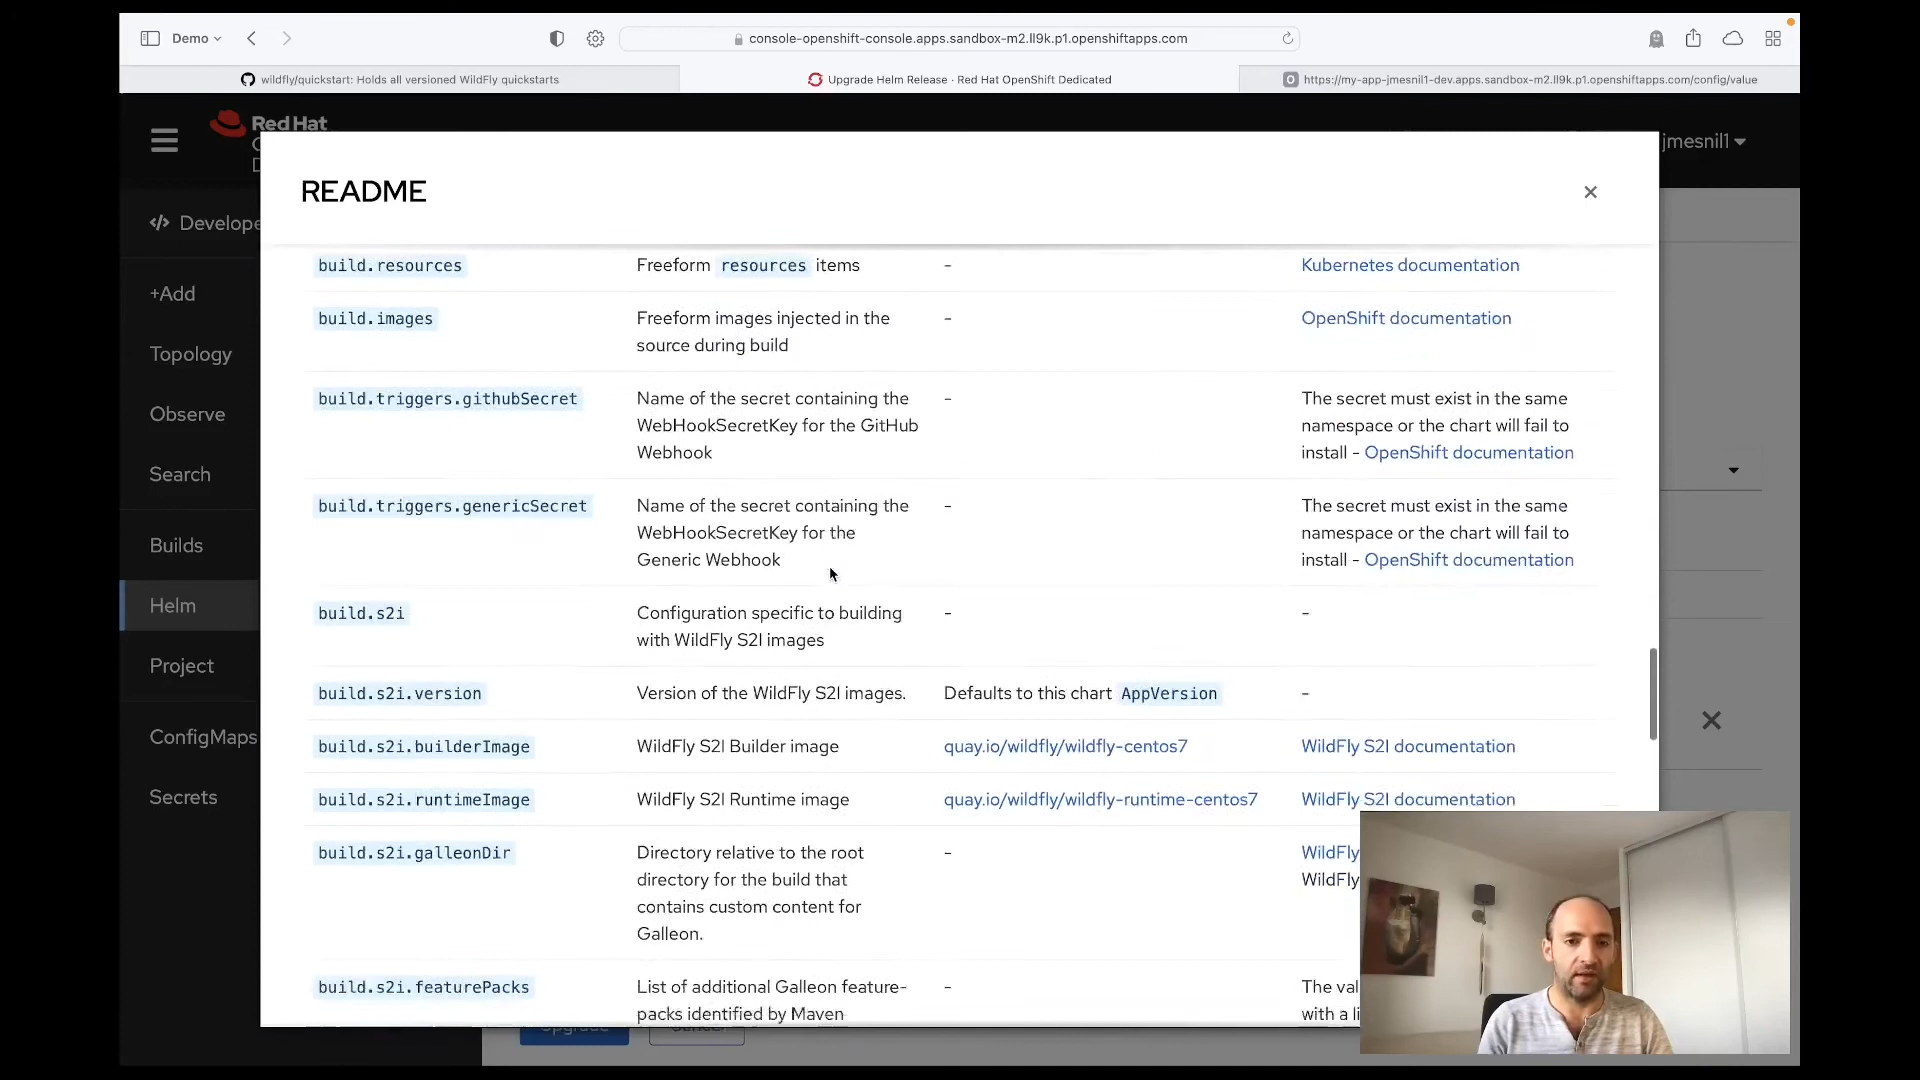 Demo
console-openshift-console.apps.sandbox-m2.ll9k.p1.openshiftapps.com
wildfly/quickstart: Holds all versioned WildFly quickstarts
Upgrade Helm Release · Red Hat OpenShift Dedicated
https://my-app-jmesnil1-dev.apps.sandbox-m2.ll9k.p1.openshiftapps.com/config/value
Red Hat
jmesnil1
README
Develope
+Add
Topology
Observe
Search
Builds
Helm
Project
ConfigMaps
Secrets
build.resources
Freeform resources items
-
Kubernetes documentation
build.images
Freeform images injected in the
source during build
-
OpenShift documentation
build.triggers.githubSecret
Name of the secret containing the
WebHookSecretKey for the GitHub
Webhook
-
The secret must exist in the same
namespace or the chart will fail to
install - OpenShift documentation
build.triggers.genericSecret
Name of the secret containing the
WebHookSecretKey for the
Generic Webhook
-
The secret must exist in the same
namespace or the chart will fail to
install - OpenShift documentation
build.s2i
Configuration specific to building
with WildFly S2I images
-
-
build.s2i.version
Version of the WildFly S2I images.
Defaults to this chart AppVersion
-
build.s2i.builderImage
WildFly S2I Builder image
quay.io/wildfly/wildfly-centos7
WildFly S2I documentation
build.s2i.runtimeImage
WildFly S2I Runtime image
quay.io/wildfly/wildfly-runtime-centos7
WildFly S2I documentation
build.s2i.galleonDir
Directory relative to the root
directory for the build that
contains custom content for
Galleon.
-
WildFly
WildFly
build.s2i.featurePacks
List of additional Galleon feature-
packs identified by Maven
-
The val
with a li
Upgrade
Cancel